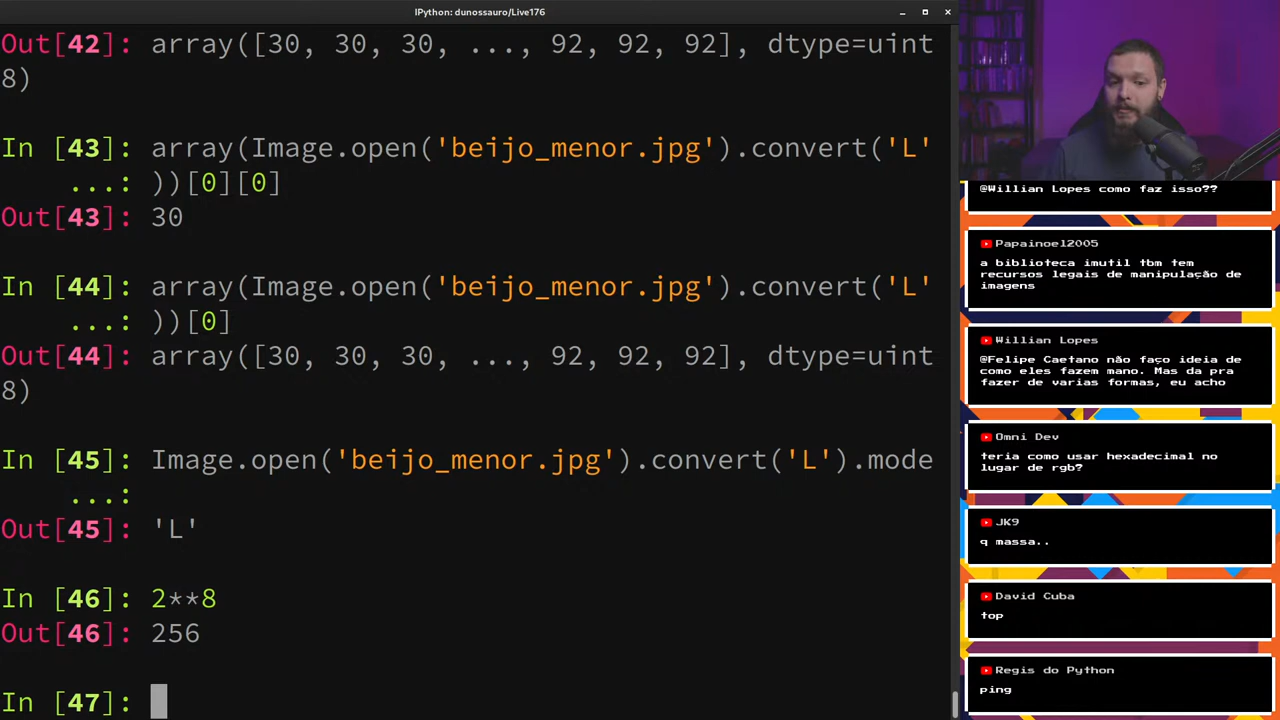 IPython: dunossauro/Live176
Out[42]: array([30, 30, 30, ..., 92, 92, 92], dtype=uint
8)
In [43]: array(Image.open('beijo_menor.jpg').convert('L'
...: ))[0][0]
Out[43]: 30
In [44]: array(Image.open('beijo_menor.jpg').convert('L'
...: ))[0]
Out[44]: array([30, 30, 30, ..., 92, 92, 92], dtype=uint
8)
In [45]: Image.open('beijo_menor.jpg').convert('L').mode
...:
Out[45]: 'L'
In [46]: 2**8
Out[46]: 256
In [47]:
@Willian Lopes como faz isso??
Papainoel2005
a biblioteca imutil tbm tem
recursos legais de manipulação de
imagens
Willian Lopes
@Felipe Caetano não faço ideia de
como eles fazem mano. Mas da pra
fazer de varias formas, eu acho
Omni Dev
teria como usar hexadecimal no
lugar de rgb?
JK9
q massa..
David Cuba
top
Regis do Python
ping